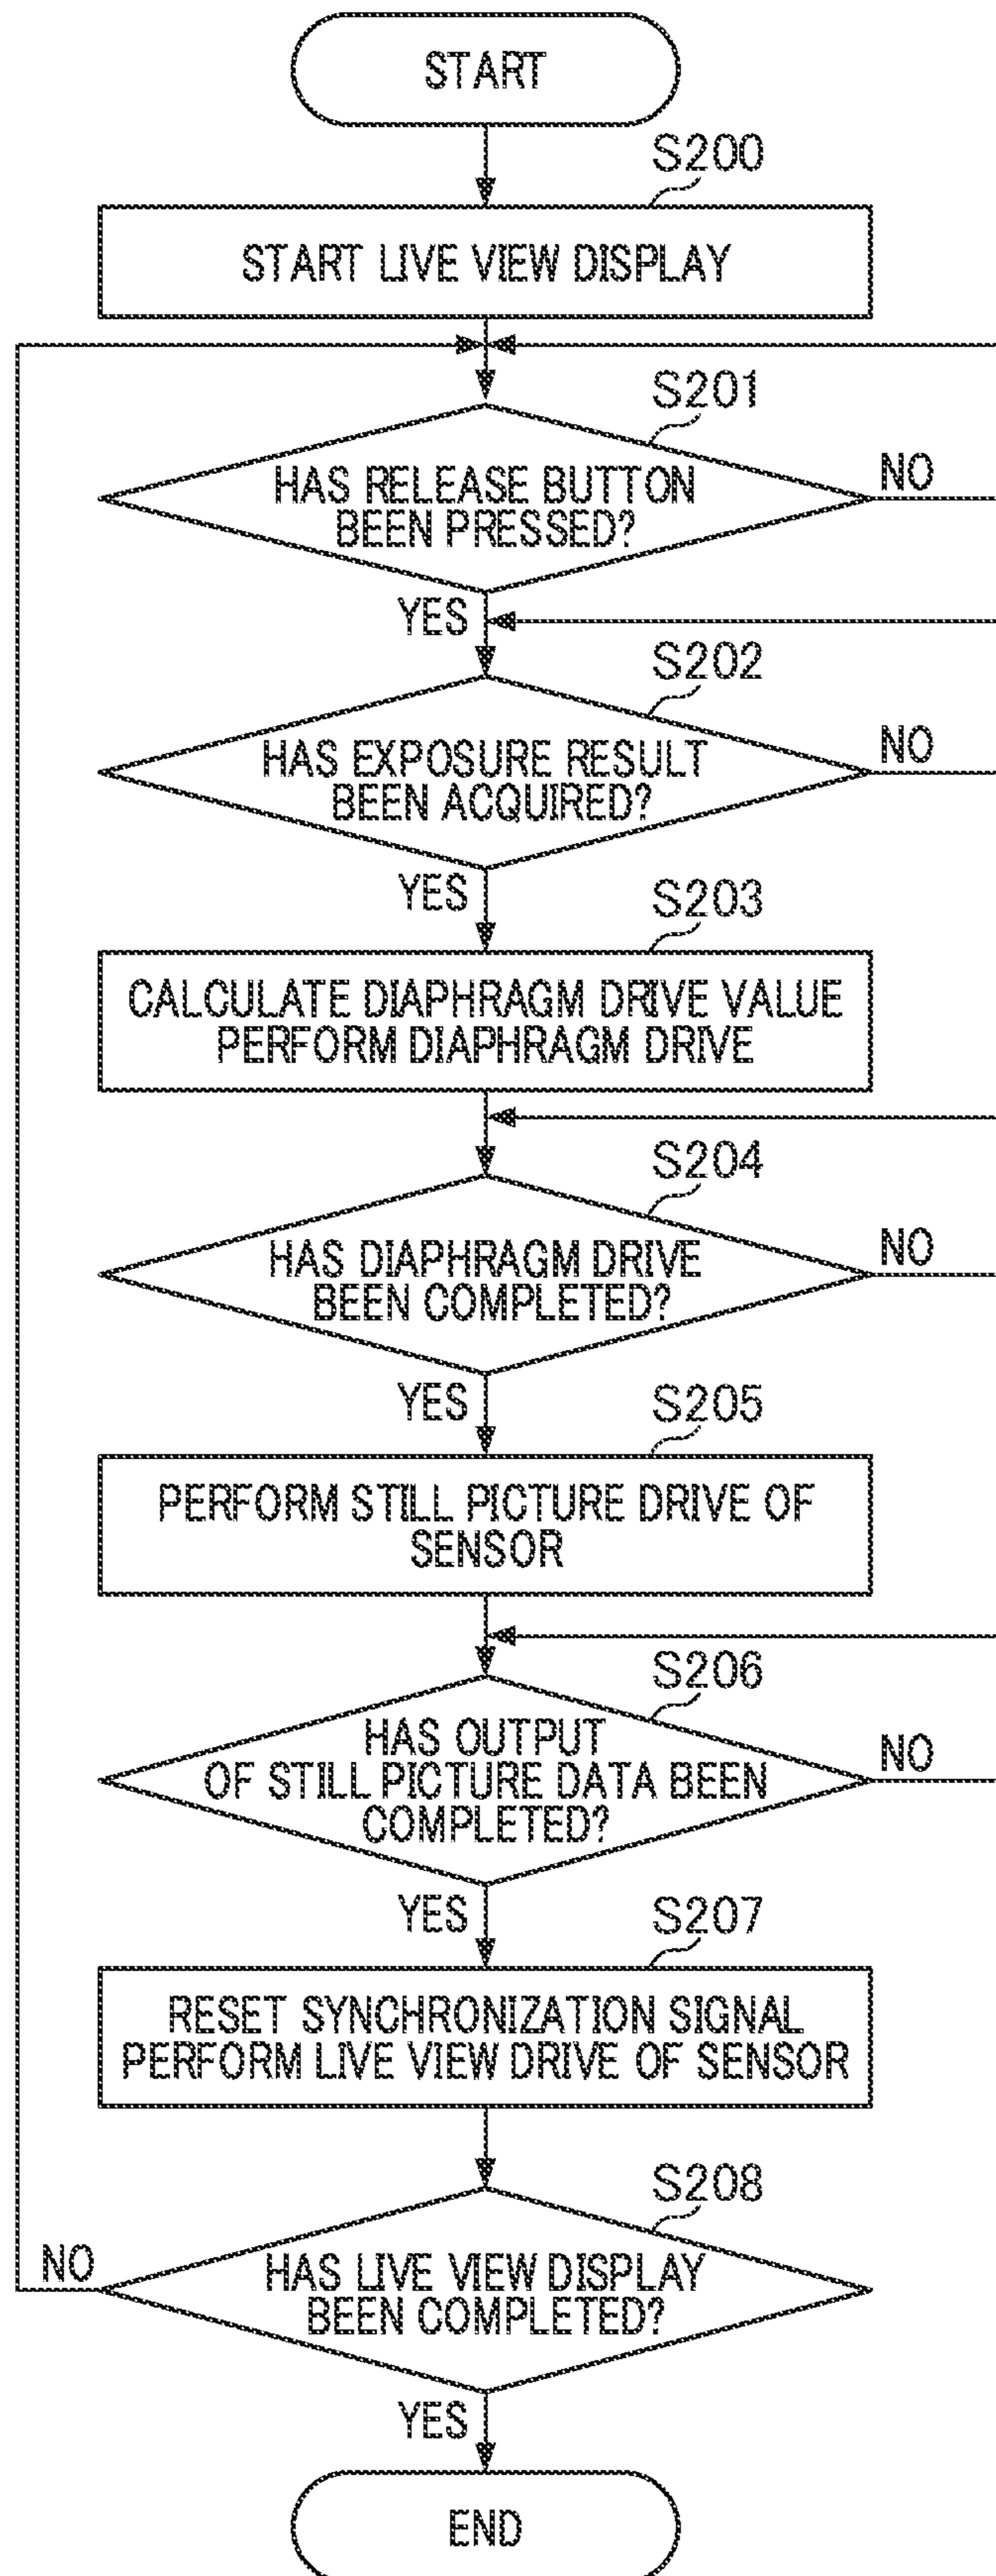 START
S200
START LIVE VIEW DISPLAY
S201
HAS RELEASE BUTTON
BEEN PRESSED?
NO
YES
S202
HAS EXPOSURE RESULT
BEEN ACQUIRED?
NO
YES
S203
CALCULATE DIAPHRAGM DRIVE VALUE
PERFORM DIAPHRAGM DRIVE
S204
HAS DIAPHRAGM DRIVE
BEEN COMPLETED?
NO
YES
S205
PERFORM STILL PICTURE DRIVE OF
SENSOR
S206
HAS OUTPUT
OF STILL PICTURE DATA BEEN
COMPLETED?
NO
YES
S207
RESET SYNCHRONIZATION SIGNAL
PERFORM LIVE VIEW DRIVE OF SENSOR
S208
NO
HAS LIVE VIEW DISPLAY
BEEN COMPLETED?
YES
END